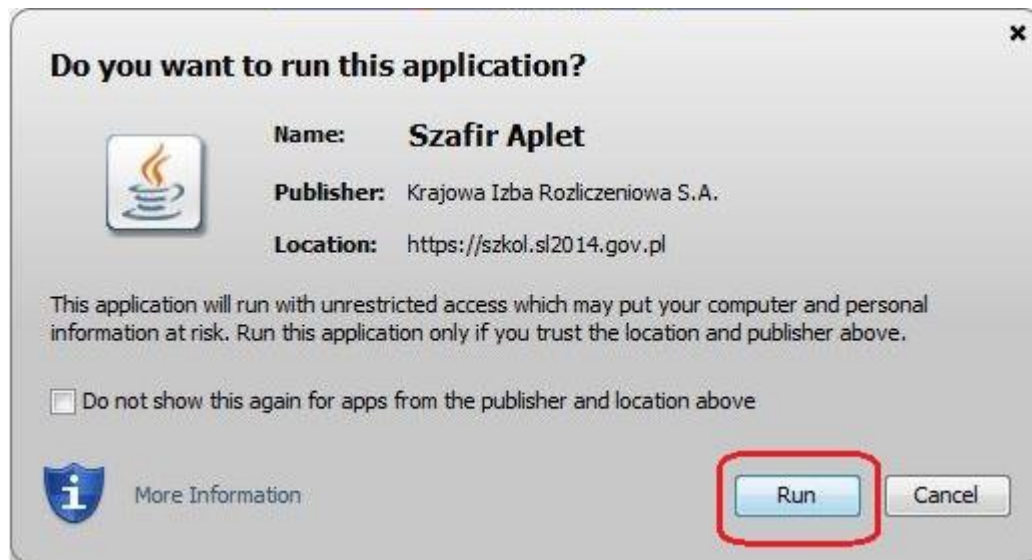 Do you want to run this application?
Name: Szafir Aplet
Publisher: Krajowa Izba Rozliczeniowa S.A.
Location: https://szkol.sl2014.gov.pl
This application will run with unrestricted access which may put your computer and personal
information at risk. Run this application only if you trust the location and publisher above.
Do not show this again for apps from the publisher and location above
More Information
Run
Cancel